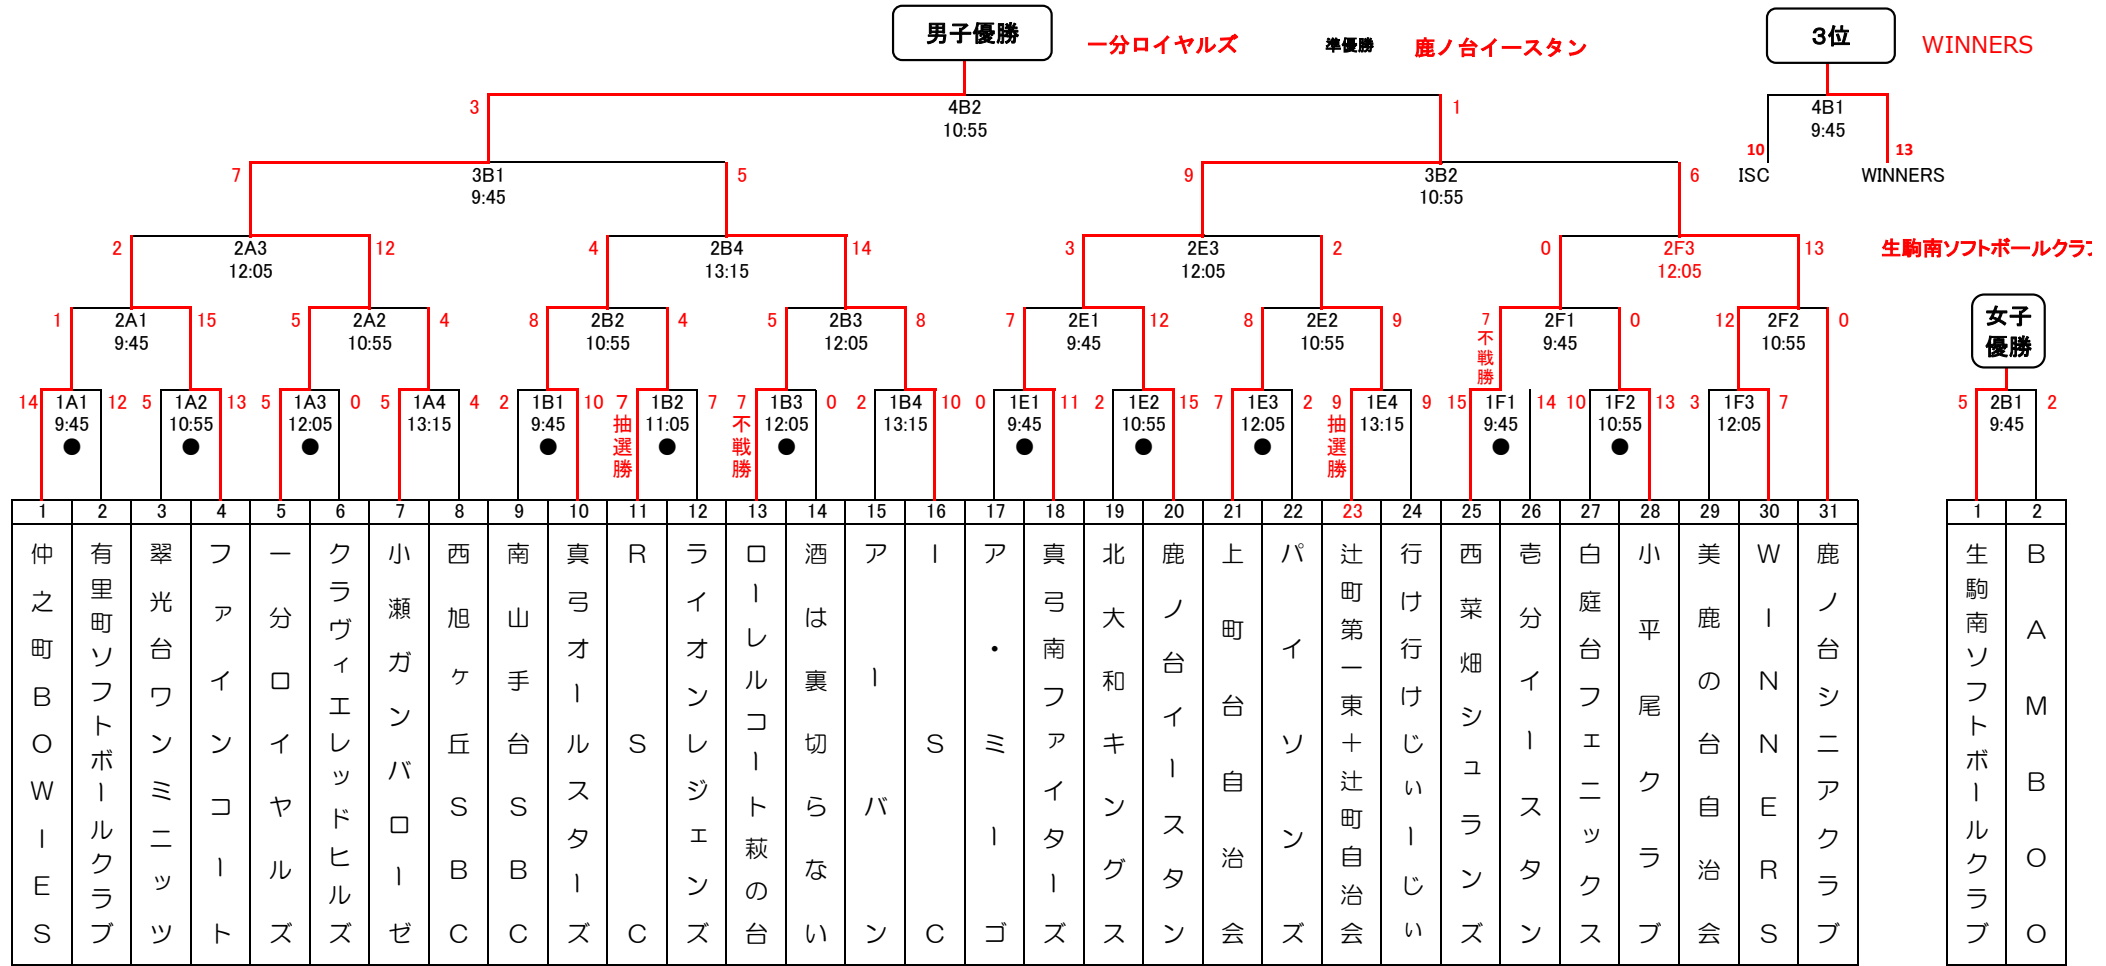 男子優勝 一分ロイヤルズ 準優勝 鹿ノ台イースタン 3位 WINNERS
3 4B2 1 4B1
10:55 9:45
10 13
7 3B1 5 9 3B2 6 ISC WINNERS
9:45 10:55
2 2A3 12 4 2B4 14 3 2E3 2 0 2F3 13 生駒南ソフトボールクラブ
12:05 13:15 12:05 12:05
1 2A1 15 5 2A2 4 8 2B2 4 5 2B3 8 7 2E1 12 8 2E2 9 7 2F1 0 12 2F2 0 女子
9:45 10:55 10:55 12:05 9:45 10:55 不戦勝 9:45 10:55 優勝
14 1A1 12 5 1A2 13 5 1A3 0 5 1A4 4 2 1B1 10 7 1B2 7 7 1B3 0 2 1B4 10 0 1E1 11 2 1E2 15 7 1E3 2 9 1E4 9 15 1F1 14 10 1F2 13 3 1F3 7 5 2B1 2
9:45 10:55 12:05 13:15 9:45 抽選勝 11:05 不戦勝 12:05 13:15 9:45 10:55 12:05 抽選勝 13:15 9:45 10:55 12:05 9:45
● ● ● ● ● ● ● ● ● ● ●
1 2 3 4 5 6 7 8 9 10 11 12 13 14 15 16 17 18 19 20 21 22 23 24 25 26 27 28 29 30 31 1 2
仲之町BOWIES
有里町ソフトボールクラブ
翠光台ワンミニッツ
ファインコート
一分ロイヤルズ
クラヴィエレッドヒルズ
小瀬ガンバローゼ
西旭ヶ丘SBC
南山手台SBC
真弓オールスターズ
RSC
ライオンレジェンズ
ローレルコート萩の台
酒は裏切らない
アーバン
ISC
ア・ミーゴ
真弓南ファイターズ
北大和キングス
鹿ノ台イースタン
上町台自治会
パイソンズ
辻町第一東＋辻町自治会
行け行けじぃーじぃ
西菜畑シュランズ
壱分イースタン
白庭台フェニックス
小平尾クラブ
美鹿の台自治会
WINNERS
鹿ノ台シニアクラブ
生駒南ソフトボールクラブ
BAMBOO